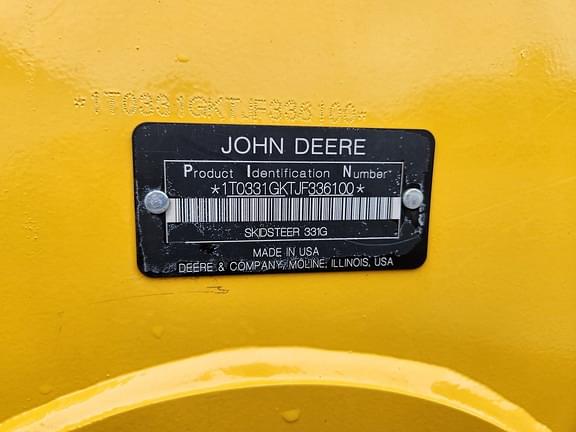 *1T0331GKTJF336100*
JOHN DEERE
Product Identification Number
*1T0331GKTJF336100*
SKIDSTEER 331G
MADE IN USA
DEERE & COMPANY, MOLINE, ILLINOIS, USA